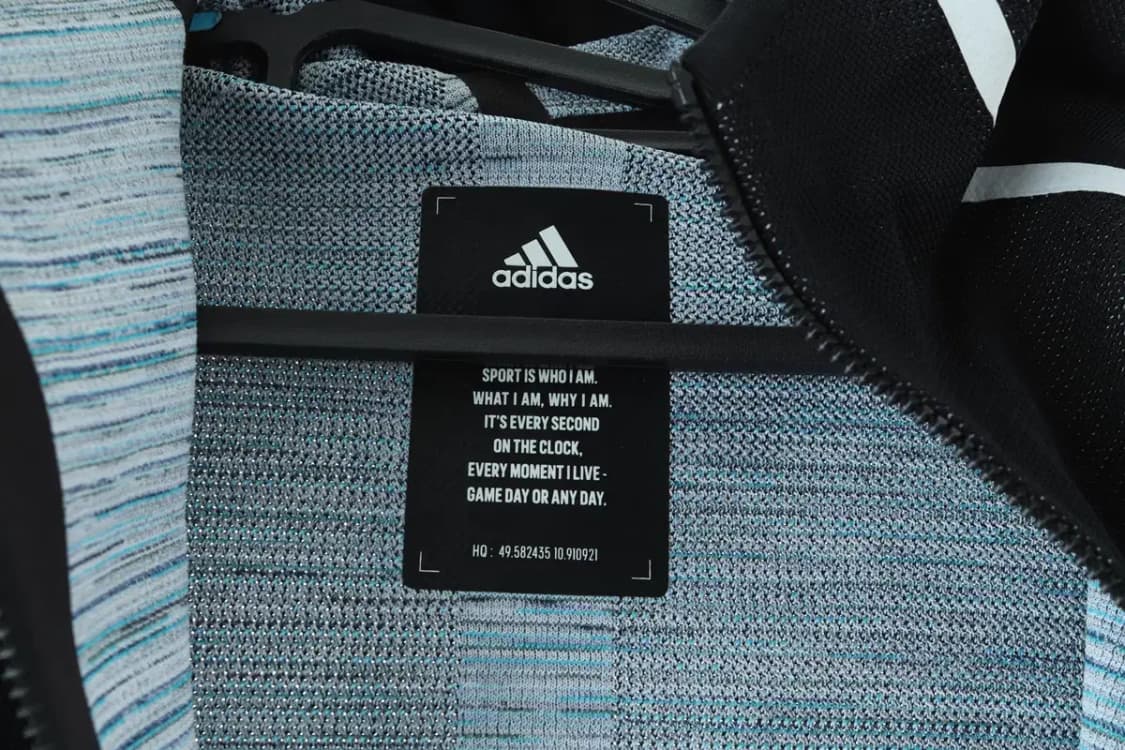 adidas
SPORT IS WHO I AM.
WHAT I AM, WHY I AM.
IT'S EVERY SECOND
ON THE CLOCK,
EVERY MOMENT I LIVE -
GAME DAY OR ANY DAY.
HQ : 49.582435 10.910921